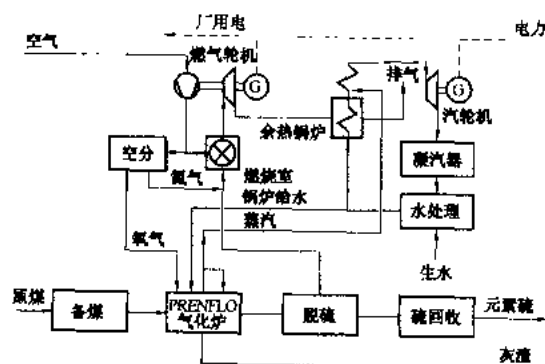 厂用电
空气
燃气轮机
G
排气
电力
G
汽轮机
余热锅炉
空分
氮气
燃烧室
凝汽器
锅炉给水
蒸汽
水处理
氧气
生水
原煤
备煤
PRENFLO
气化炉
脱硫
硫回收
元素硫
灰渣